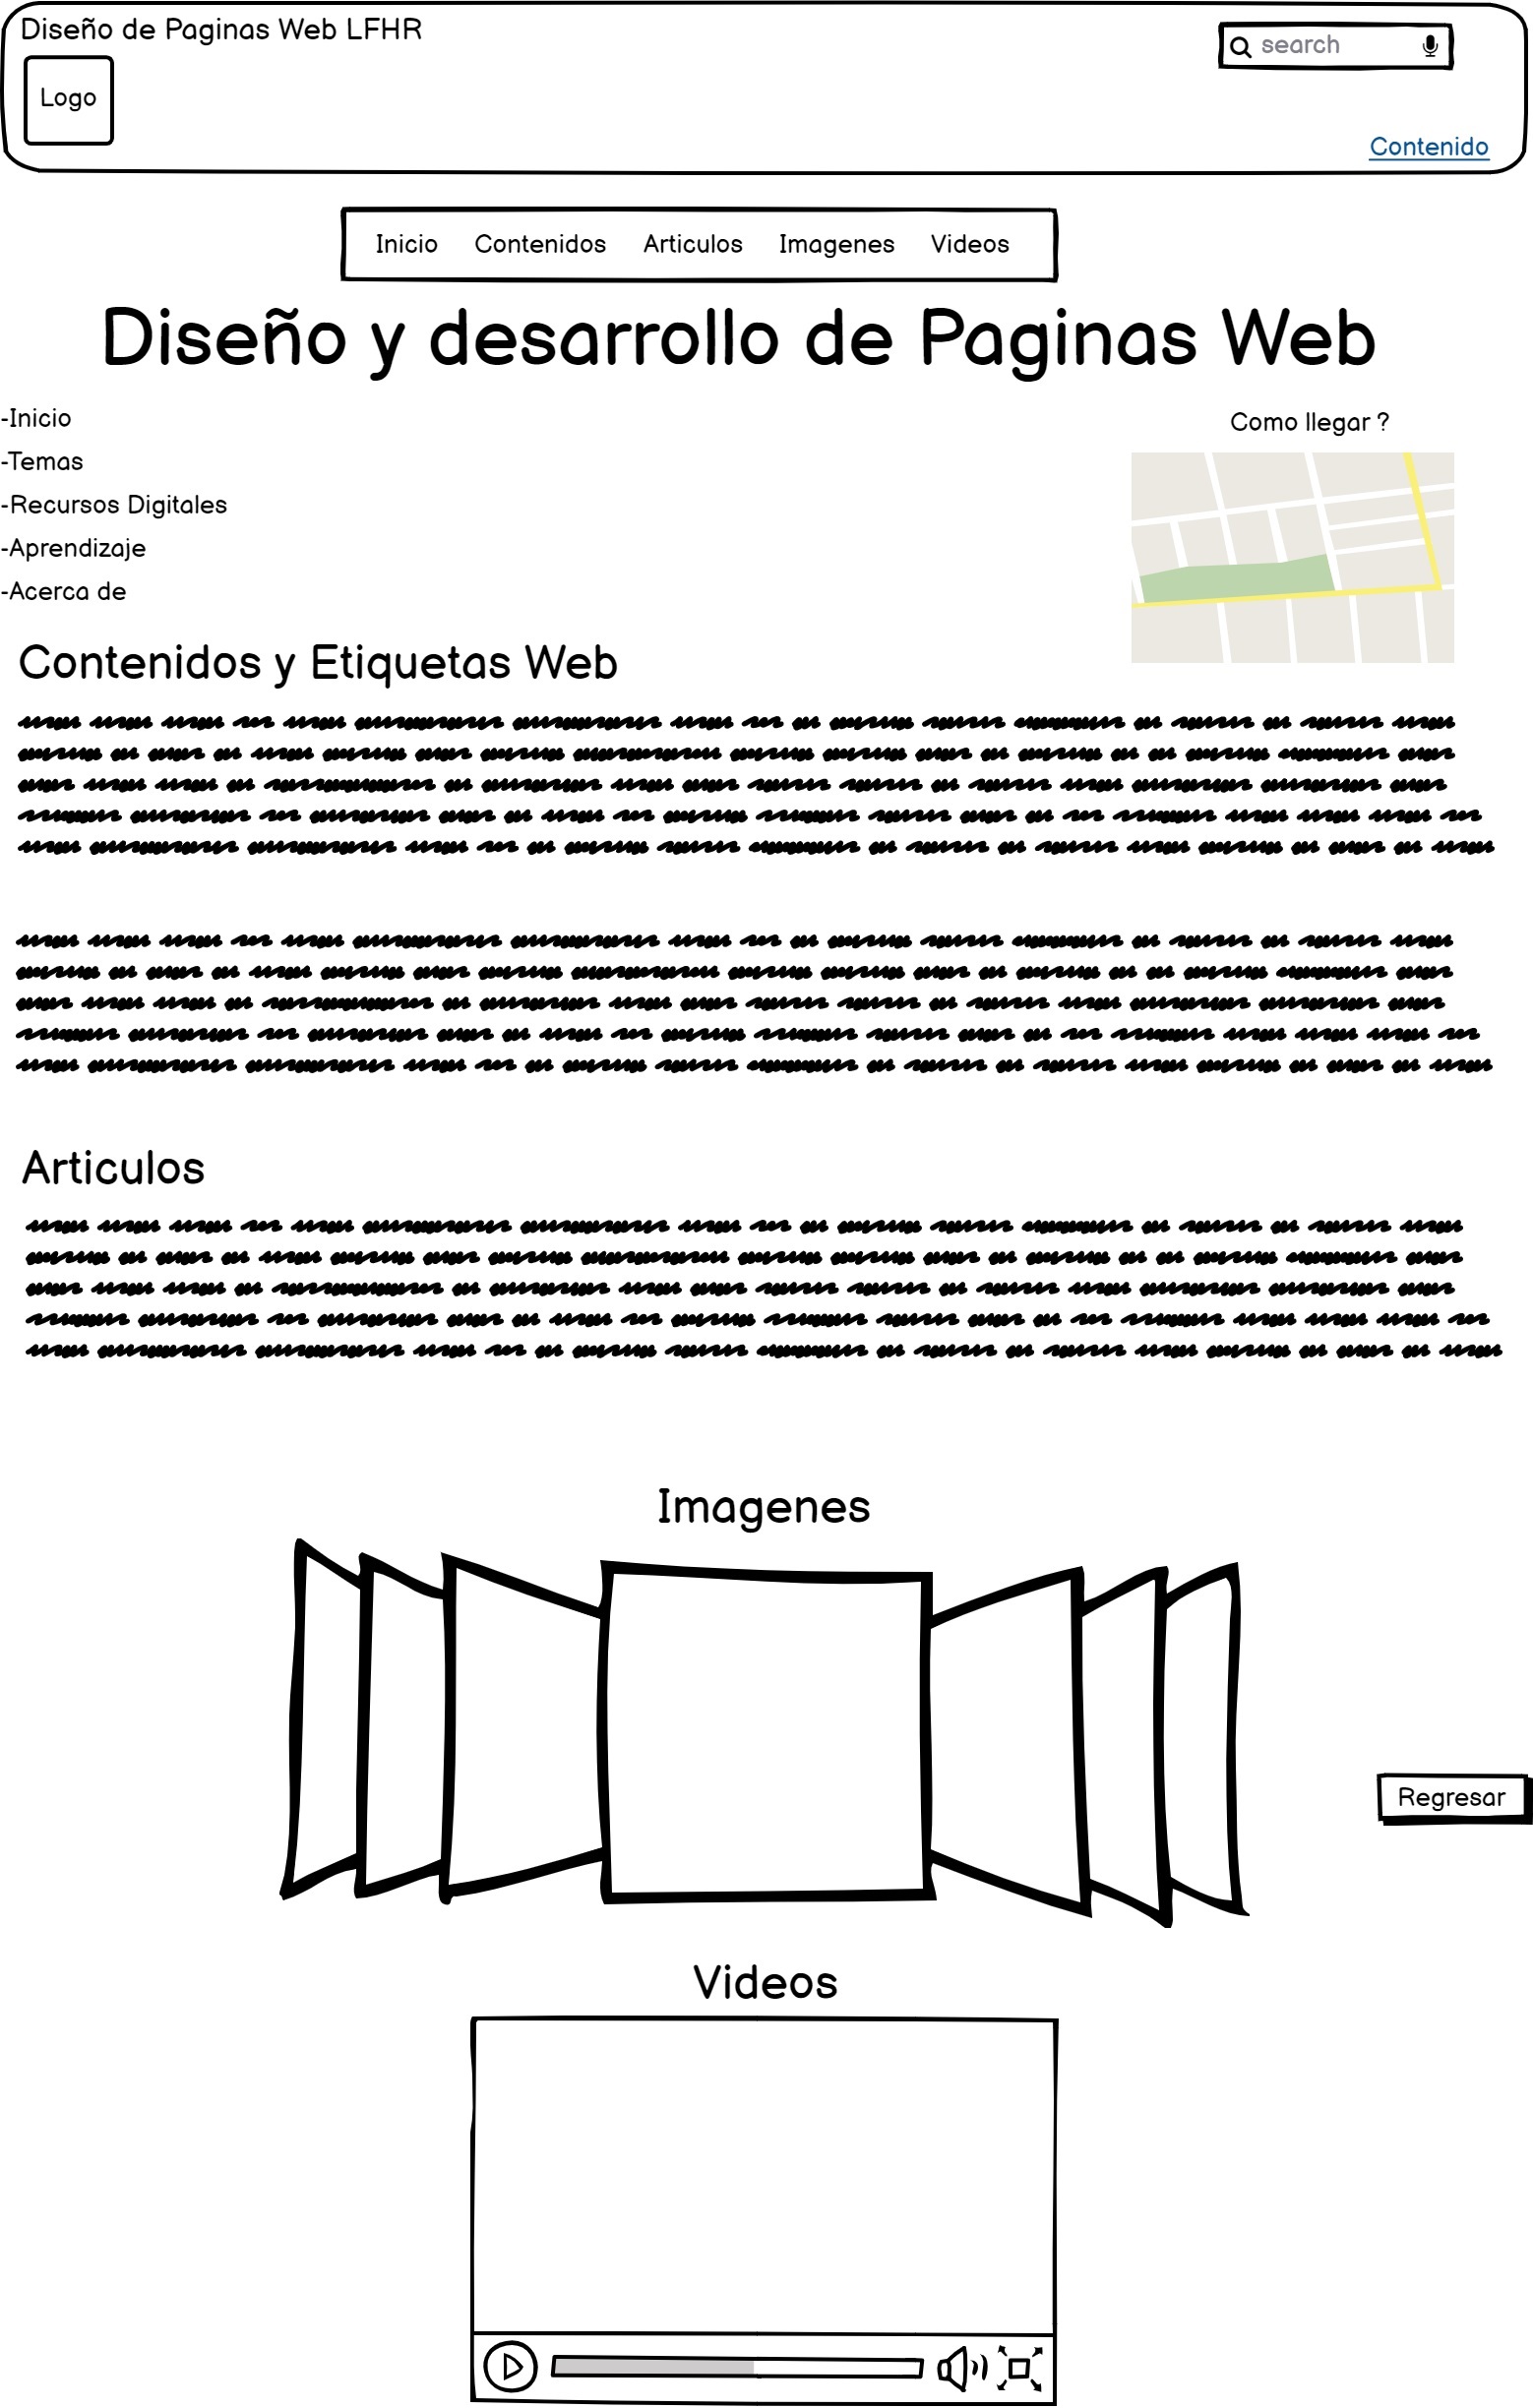 Diseño de Paginas Web LFHR
search
Logo
Contenido
Inicio Contenidos Articulos Imagenes Videos
Diseño y desarrollo de Paginas Web
-Inicio
-Temas
-Recursos Digitales
-Aprendizaje
-Acerca de
Como llegar ?
Contenidos y Etiquetas Web
Articulos
Imagenes
Regresar
Videos